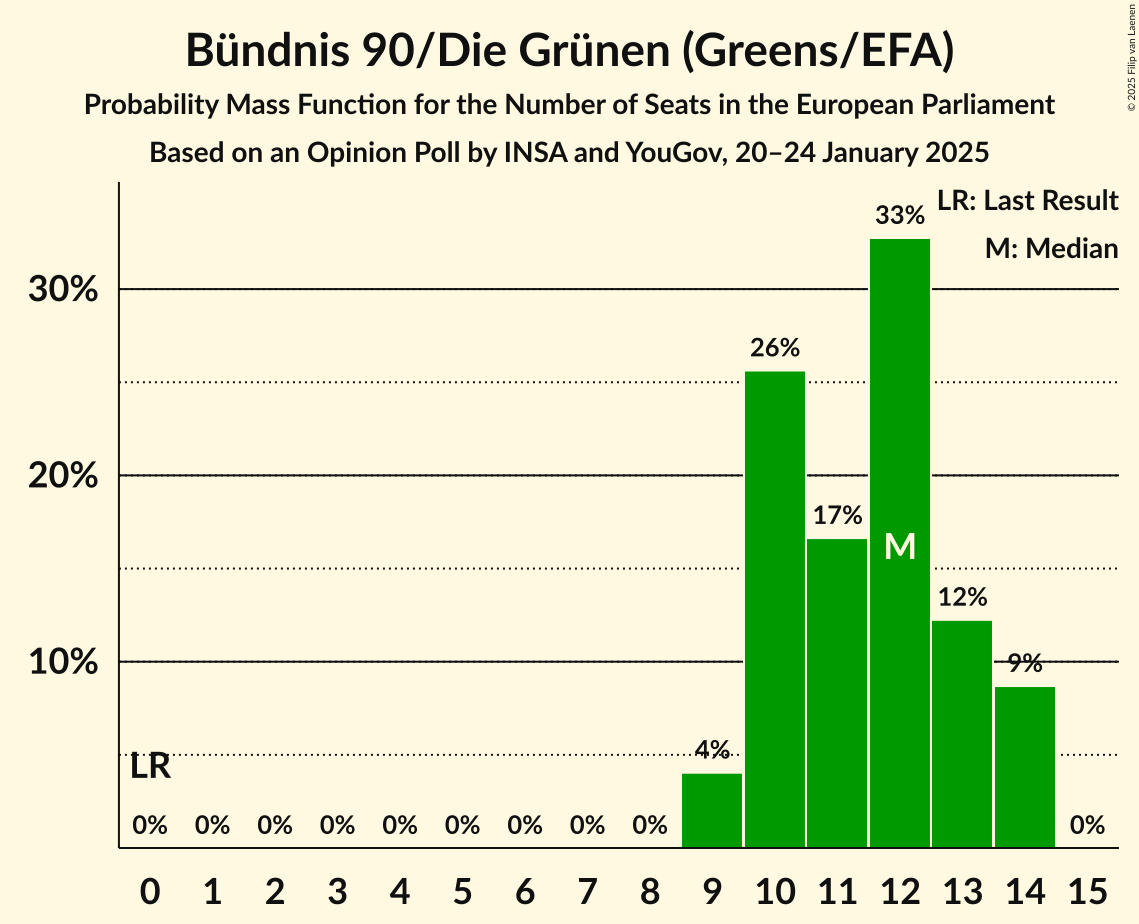 Bündnis 90/Die Grünen (Greens/EFA)
Probability Mass Function for the Number of Seats in the European Parliament
Based on an Opinion Poll by INSA and YouGov, 20–24 January 2025
© 2025 Filip van Laenen
LR: Last Result
M: Median
33%
30%
26%
20%
17%
M
12%
10%
9%
4%
LR
0% 0% 0% 0% 0% 0% 0% 0% 0% 0%
0 1 2 3 4 5 6 7 8 9 10 11 12 13 14 15